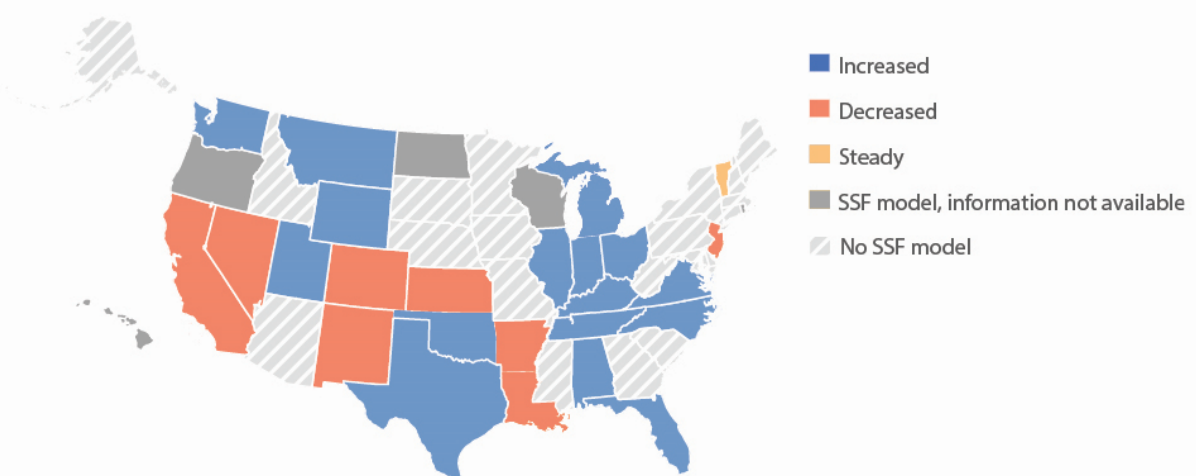 Increased
Decreased
Steady
SSF model, information not available
No SSF model